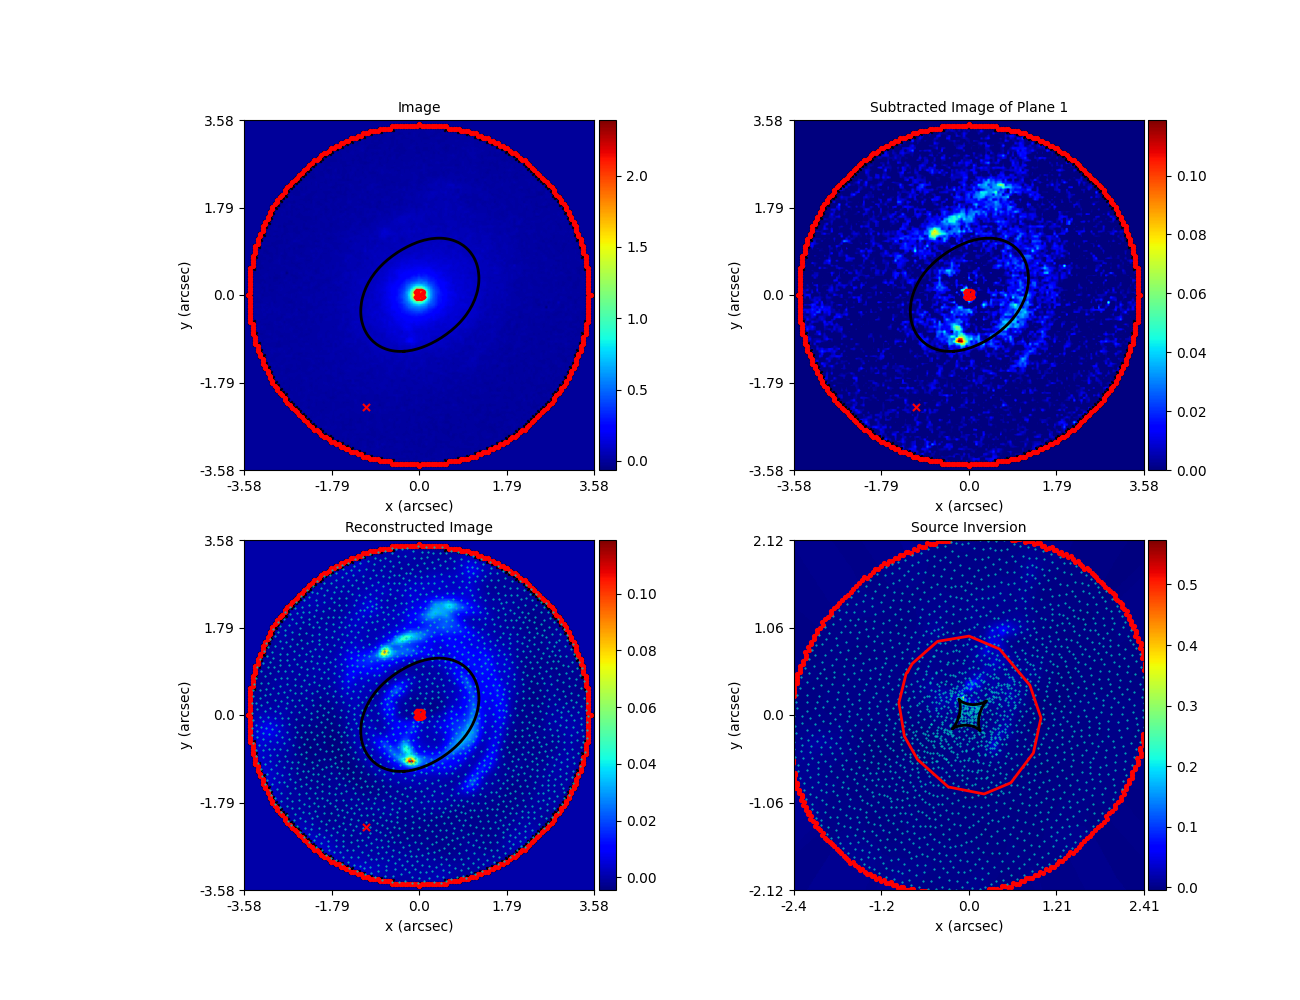 Image
3.58
1.79
0.0
-1.79
-3.58
y (arcsec)
-3.58 -1.79 0.0 1.79 3.58
x (arcsec)
2.0
1.5
1.0
0.5
0.0
Subtracted Image of Plane 1
3.58
1.79
0.0
-1.79
-3.58
y (arcsec)
-3.58 -1.79 0.0 1.79 3.58
x (arcsec)
0.10
0.08
0.06
0.04
0.02
0.00
Reconstructed Image
3.58
1.79
0.0
-1.79
-3.58
y (arcsec)
-3.58 -1.79 0.0 1.79 3.58
x (arcsec)
0.10
0.08
0.06
0.04
0.02
0.00
Source Inversion
2.12
1.06
0.0
-1.06
-2.12
y (arcsec)
-2.4 -1.2 0.0 1.21 2.41
x (arcsec)
0.5
0.4
0.3
0.2
0.1
0.0